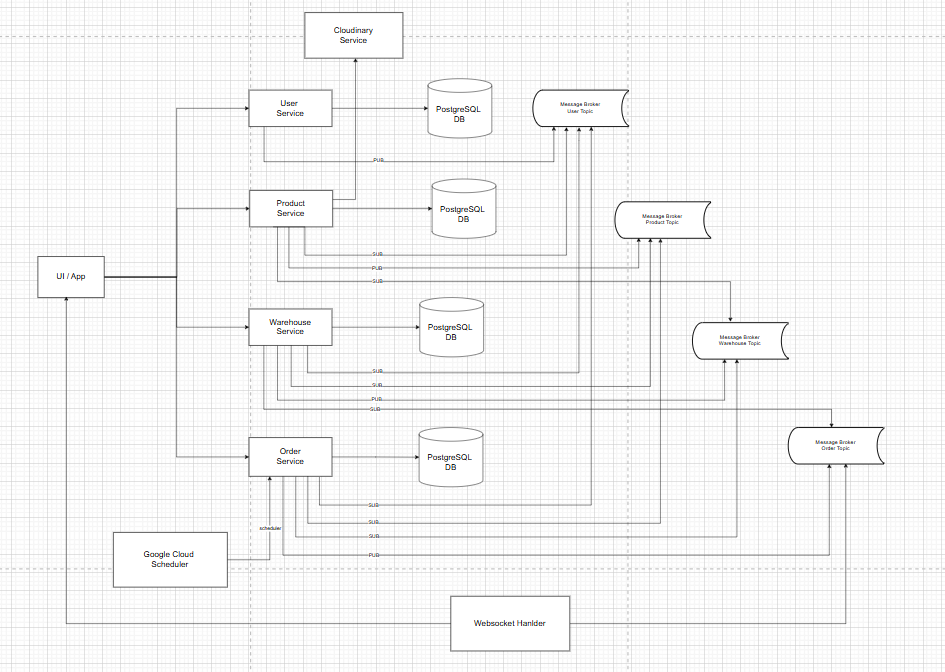 Cloudinary
Service
User
Service
PostgreSQL
DB
Message Broker
User Topic
PUB
Product
Service
PostgreSQL
DB
Message Broker
Product Topic
SUB
PUB
SUB
UI / App
Warehouse
Service
PostgreSQL
DB
Message Broker
Warehouse Topic
SUB
SUB
PUB
SUB
Order
Service
PostgreSQL
DB
Message Broker
Order Topic
SUB
SUB
SUB
PUB
scheduler
Google Cloud
Scheduler
Websocket Hanlder